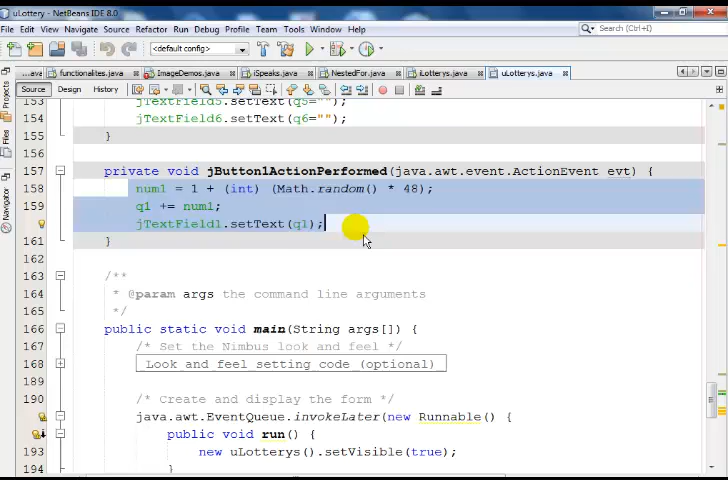 uLottery - NetBeans IDE 8.0
File Edit View Navigate Source Refactor Run Debug Profile Team Tools Window Help
Search (Ctrl+I)
<default config>
...ava functionalites.java ImageDemos.java iSpeaks.java NestedFor.java iLotterys.java uLotterys.java
Source Design History
Projects
Files
Navigator
153 jTextField5.setText(q5="");
154 jTextField6.setText(q6="");
155 }
156
157 private void jButton1ActionPerformed(java.awt.event.ActionEvent evt) {
158 num1 = 1 + (int) (Math.random() * 48);
159 q1 += num1;
jTextField1.setText(q1);
161 }
162
163 /**
164 * @param args the command line arguments
165 */
166 public static void main(String args[]) {
167 /* Set the Nimbus look and feel */
168 Look and feel setting code (optional)
189
190 /* Create and display the form */
java.awt.EventQueue.invokeLater(new Runnable() {
public void run() {
193 new uLotterys().setVisible(true);
194 }